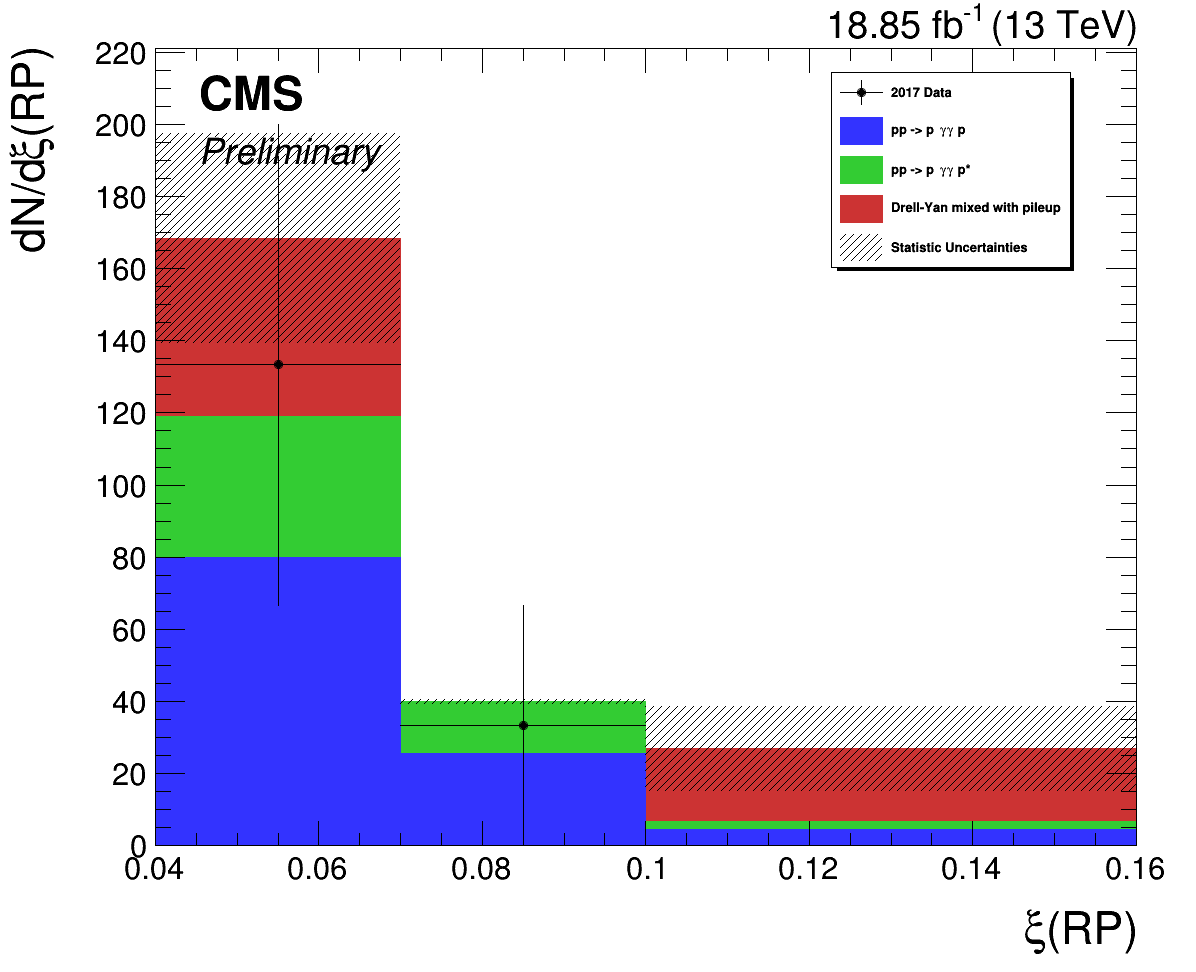 18.85 fb⁻¹ (13 TeV)
dN/dξ(RP)
CMS
Preliminary
2017 Data
pp -> p γγ p
pp -> p γγ p*
Drell-Yan mixed with pileup
Statistic Uncertainties
220
200
180
160
140
120
100
80
60
40
20
0
0.04 0.06 0.08 0.1 0.12 0.14 0.16
ξ(RP)